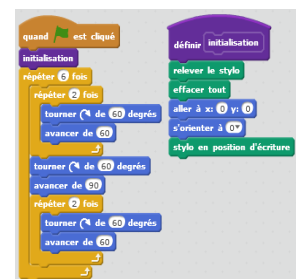 quand est cliqué
initialisation
répéter 6 fois
répéter 2 fois
tourner de 60 degrés
avancer de 60
tourner de 60 degrés
avancer de 90
répéter 2 fois
tourner de 60 degrés
avancer de 60
définir initialisation
relever le stylo
effacer tout
aller à x: 0 y: 0
s'orienter à 0
stylo en position d'écriture